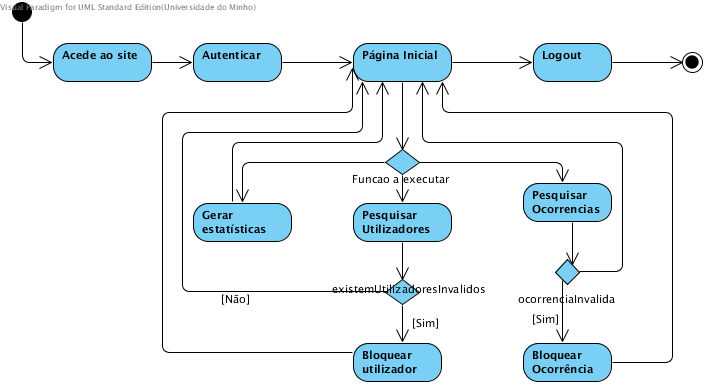 Visual Paradigm for UML Standard Edition(Universidade do Minho)
Acede ao site
Autenticar
Página Inicial
Logout
Funcao a executar
Gerar
estatísticas
Pesquisar
Utilizadores
Pesquisar
Ocorrencias
existemUtilizadoresInvalidos
[Não]
ocorrenciaInvalida
[Sim]
[Sim]
Bloquear
utilizador
Bloquear
Ocorrência